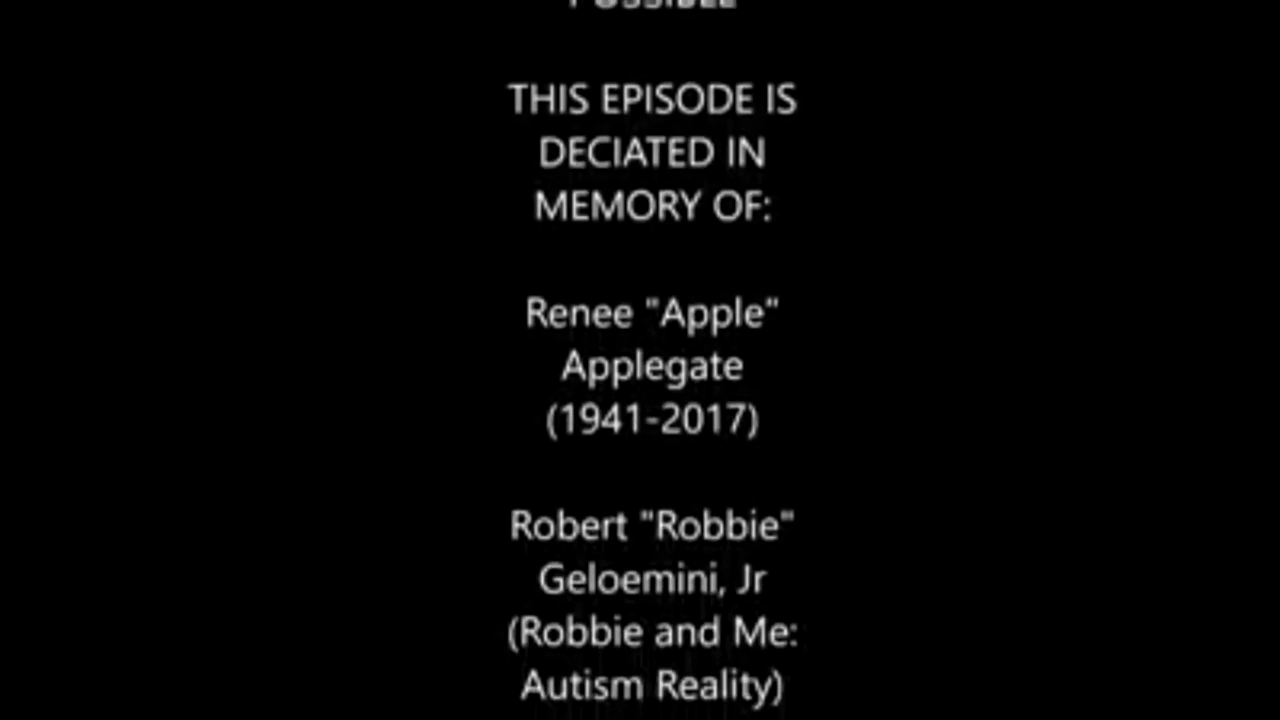 POSSIBLE
THIS EPISODE IS
DECIATED IN
MEMORY OF:
Renee "Apple"
Applegate
(1941-2017)
Robert "Robbie"
Geloemini, Jr
(Robbie and Me:
Autism Reality)